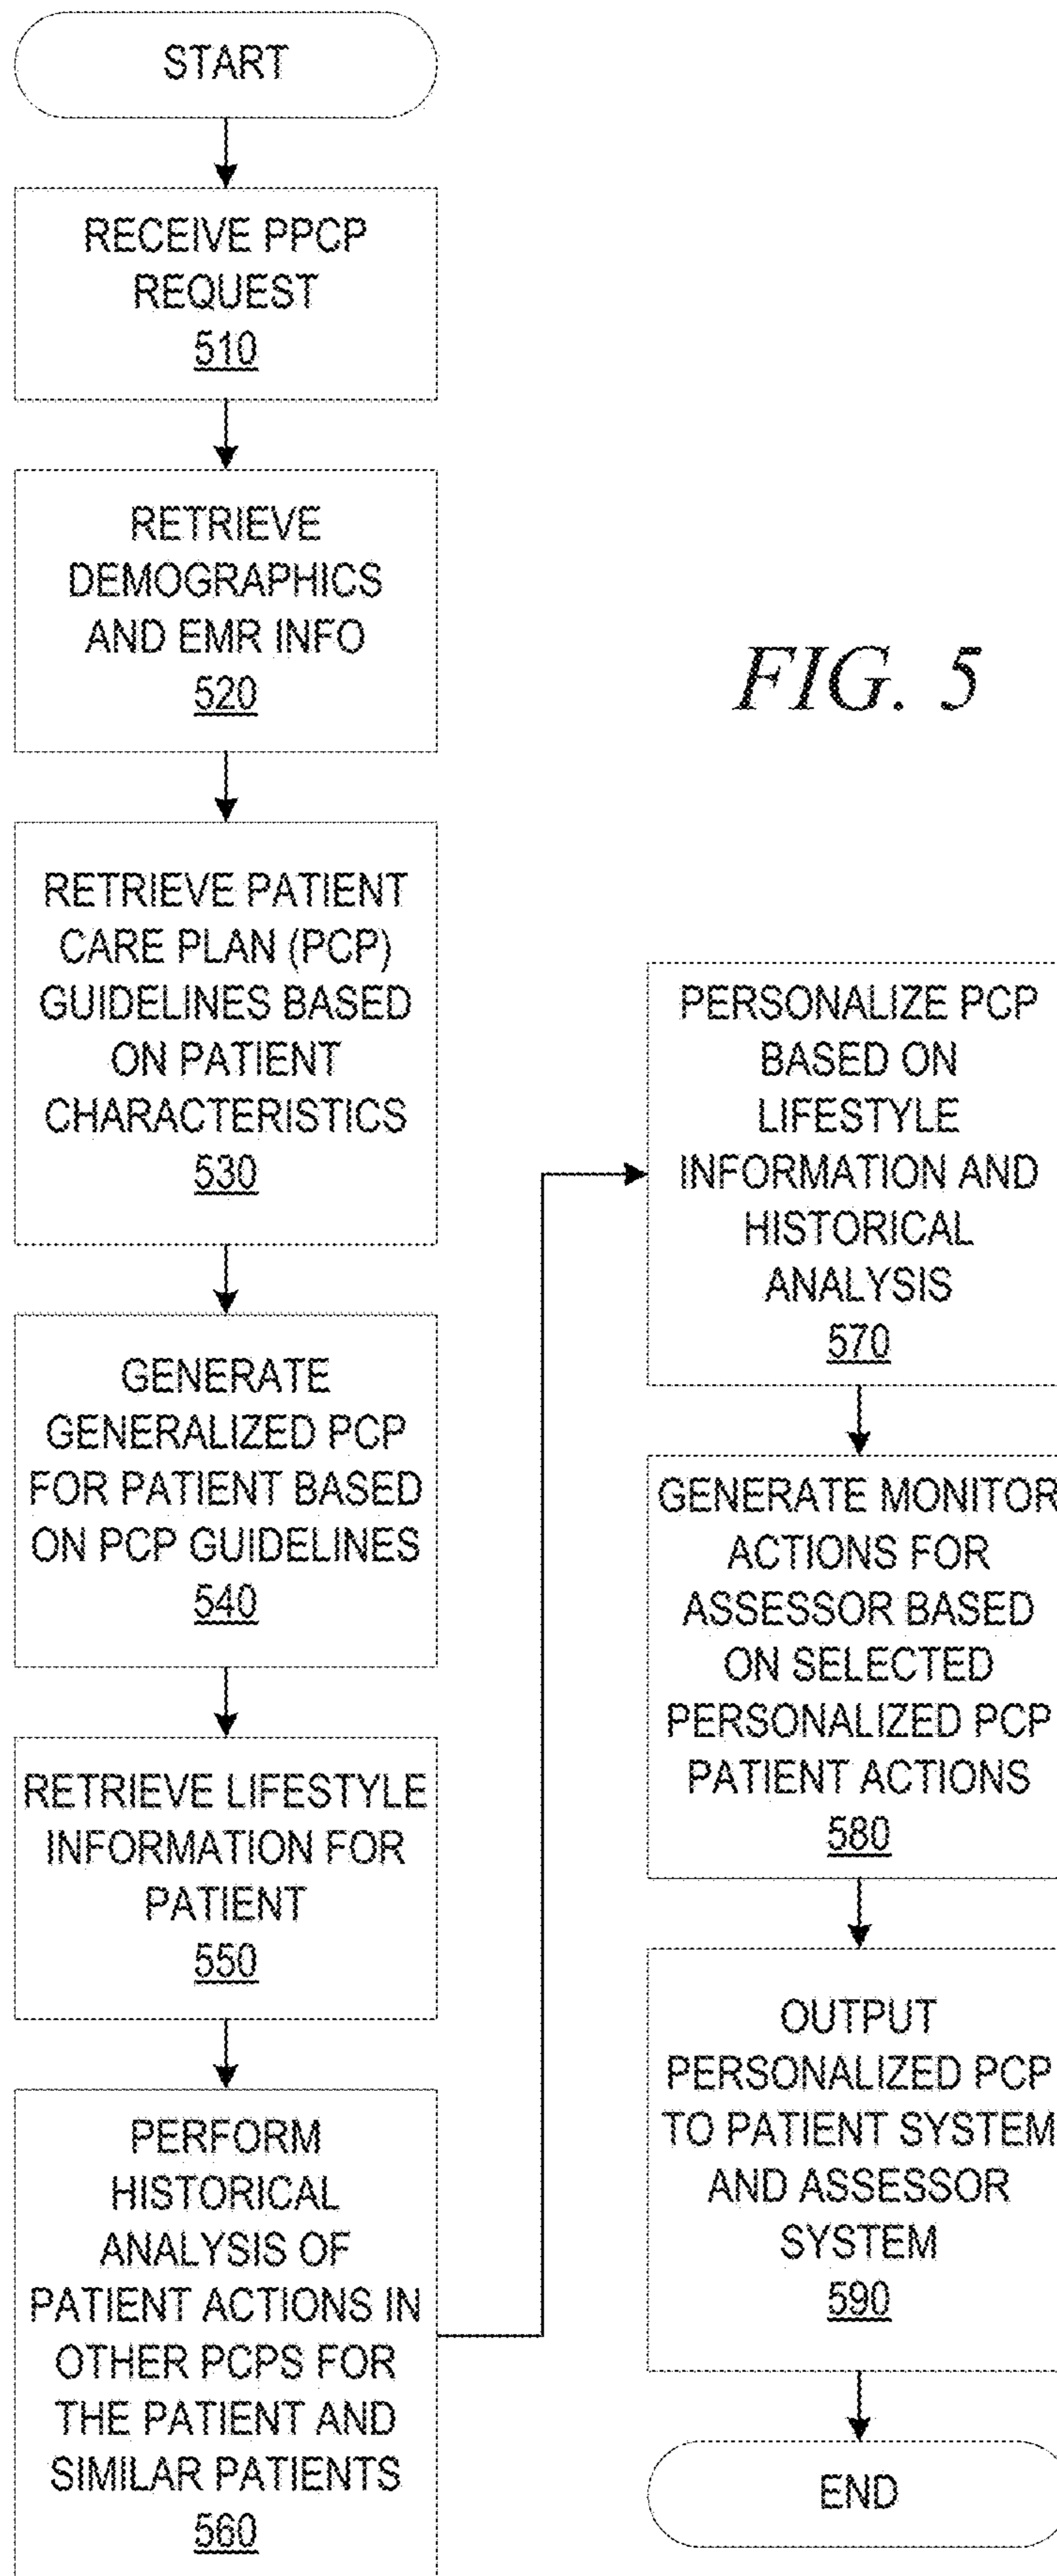 START
RECEIVE PPCP
REQUEST
510
RETRIEVE
DEMOGRAPHICS
AND EMR INFO
520
RETRIEVE PATIENT
CARE PLAN (PCP)
GUIDELINES BASED
ON PATIENT
CHARACTERISTICS
530
GENERATE
GENERALIZED PCP
FOR PATIENT BASED
ON PCP GUIDELINES
540
RETRIEVE LIFESTYLE
INFORMATION FOR
PATIENT
550
PERFORM
HISTORICAL
ANALYSIS OF
PATIENT ACTIONS IN
OTHER PCPS FOR
THE PATIENT AND
SIMILAR PATIENTS
560
FIG. 5
PERSONALIZE PCP
BASED ON
LIFESTYLE
INFORMATION AND
HISTORICAL
ANALYSIS
570
GENERATE MONITOR
ACTIONS FOR
ASSESSOR BASED
ON SELECTED
PERSONALIZED PCP
PATIENT ACTIONS
580
OUTPUT
PERSONALIZED PCP
TO PATIENT SYSTEM
AND ASSESSOR
SYSTEM
590
END